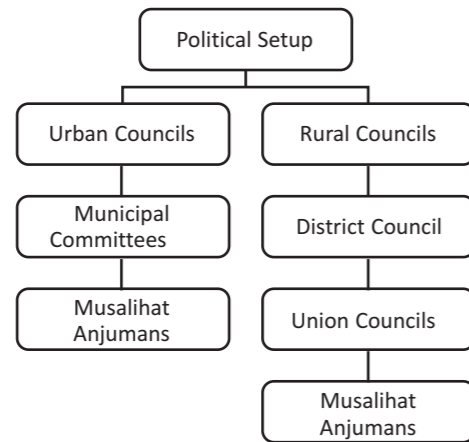 Political Setup
Urban Councils
Rural Councils
Municipal
Committees
District Council
Musalihat
Anjumans
Union Councils
Musalihat
Anjumans